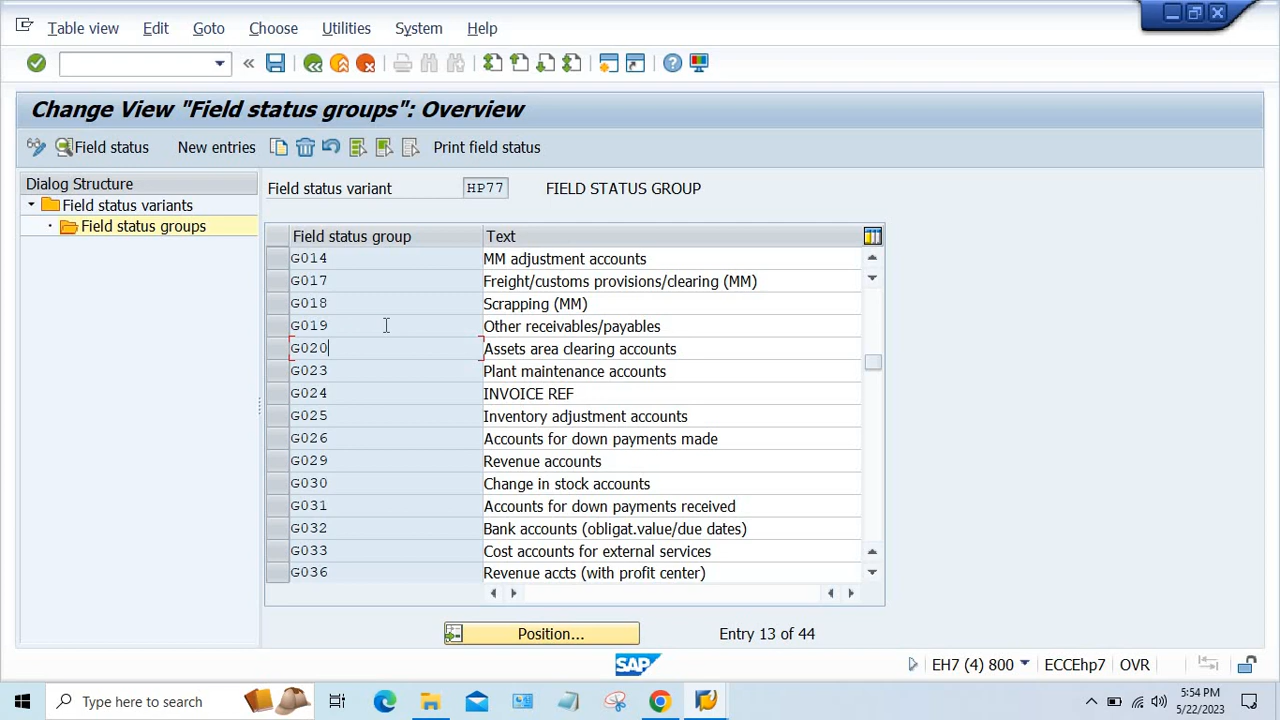 Table view Edit Goto Choose Utilities System Help
Change View "Field status groups": Overview
Field status New entries Print field status
Dialog Structure
Field status variants
Field status groups
Field status variant HP77 FIELD STATUS GROUP
Field status group Text
G014 MM adjustment accounts
G017 Freight/customs provisions/clearing (MM)
G018 Scrapping (MM)
G019 Other receivables/payables
G020 Assets area clearing accounts
G023 Plant maintenance accounts
G024 INVOICE REF
G025 Inventory adjustment accounts
G026 Accounts for down payments made
G029 Revenue accounts
G030 Change in stock accounts
G031 Accounts for down payments received
G032 Bank accounts (obligat.value/due dates)
G033 Cost accounts for external services
G036 Revenue accts (with profit center)
Position... Entry 13 of 44
SAP EH7 (4) 800 ECCEhp7 OVR
Type here to search
5:54 PM
5/22/2023